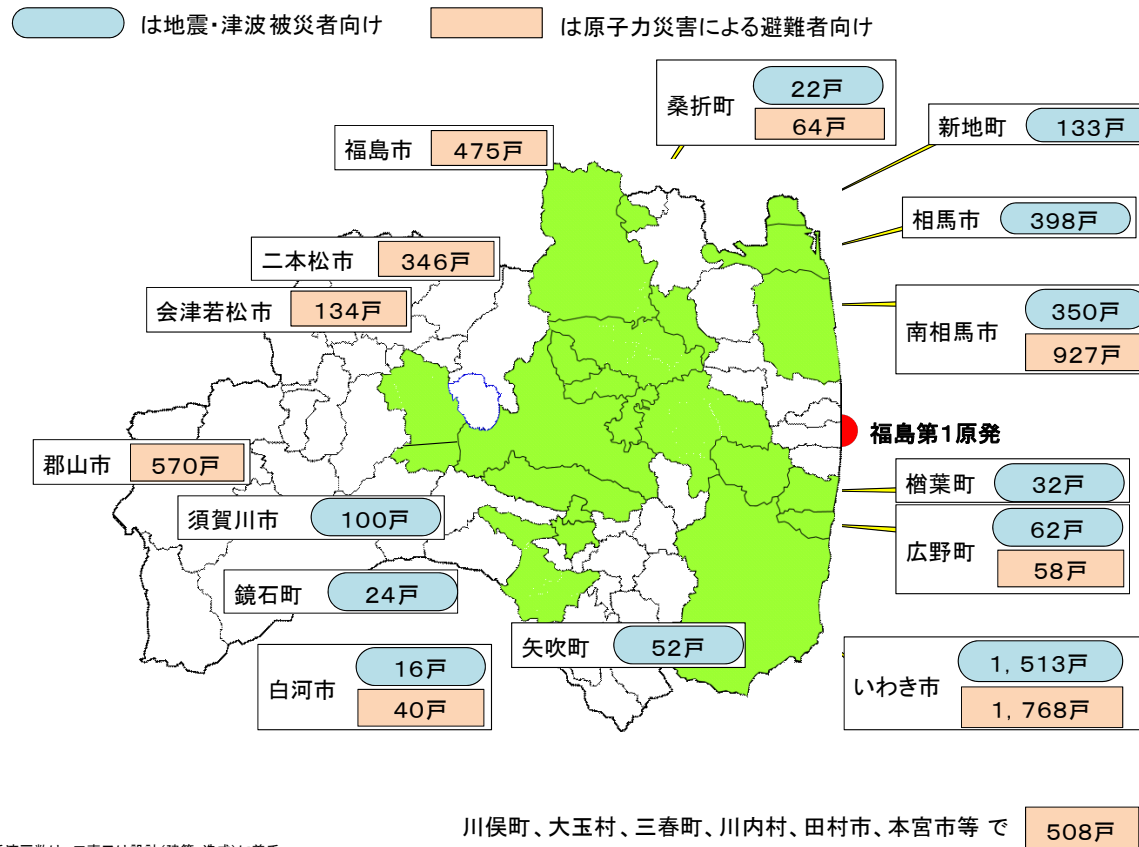 は地震・津波被災者向け は原子力災害による避難者向け
桑折町 22戸
64戸
新地町 133戸
福島市 475戸
相馬市 398戸
二本松市 346戸
会津若松市 134戸
南相馬市 350戸
927戸
福島第1原発
郡山市 570戸
楢葉町 32戸
須賀川市 100戸
広野町 62戸
58戸
鏡石町 24戸
矢吹町 52戸
白河市 16戸
40戸
いわき市 1,513戸
1,768戸
川俣町、大玉村、三春町、川内村、田村市、本宮市等 で 508戸